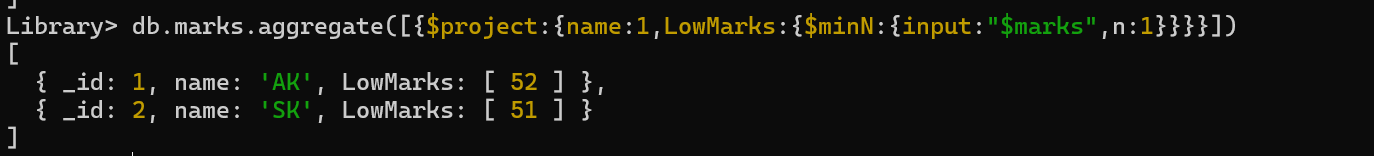 ]
Library> db.marks.aggregate([{$project:{name:1,LowMarks:{$minN:{input:"$marks",n:1}}}}])
[
  { _id: 1, name: 'AK', LowMarks: [ 52 ] },
  { _id: 2, name: 'SK', LowMarks: [ 51 ] }
]